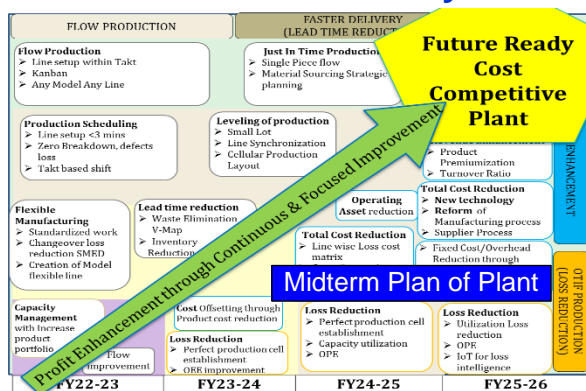 FLOW PRODUCTION
FASTER DELIVERY
(LEAD TIME
Future Ready
Cost
Competitive
Plant
Flow Production
➢ Line setup within Takt
➢ Kanban
➢ Any Model Any Line
Just In Time
➢ Single Piece flow
➢ Material Sourcing Strategic
planning
Production Scheduling
➢ Line setup <3 mins
➢ Zero Breakdown, defects
loss
➢ Takt based shift
Leveling of production
➢ Small Lot
➢ Line Synchronization
➢ Cellular Production
Layout
➢ Product
Premiumization
➢ Turnover Ratio
ENHANCEMENT
Profit Enhancement through Continuous & Focused Improvement
Flexible
Manufacturing
➢ Standardized work
➢ Changeover loss
reduction SMED
➢ Creation of Model
flexible line
Lead time reduction
➢ Waste Elimination
V-Map
➢ Inventory
Reduction
Operating
Asset reduction
Total Cost Reduction
➢ Line wise Loss cost
matrix
Total Cost Reduction
➢ New technology
➢ Reform of
Manufacturing process
➢ Supplier Process
➢ Fixed Cost/Overhead
Reduction through
Midterm Plan of Plant
OTIF PRODUCTION
(LOSS REDUCTION)
Capacity
Management
with Increase
product
portfolio
Flow
improvement
Cost Offsetting through
Product cost reduction
Loss Reduction
➢ Perfect production cell
establishment
➢ OEE improvement
Loss Reduction
➢ Perfect production cell
establishment
➢ Capacity utilization
➢ OPE
Loss Reduction
➢ Utilization Loss
reduction
➢ OPE
➢ IoT for loss
intelligence
FY22-23
FY23-24
FY24-25
FY25-26